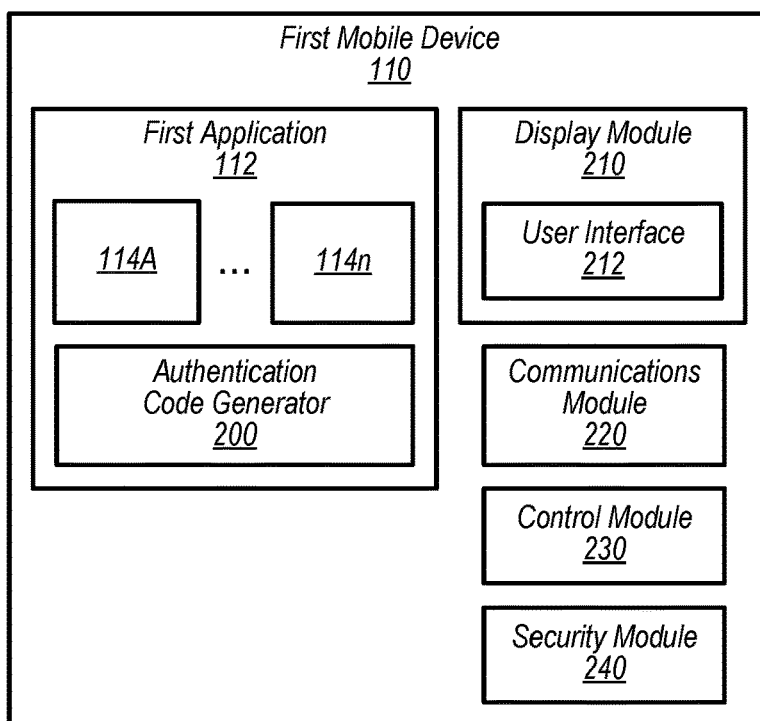 First Mobile Device
110
First Application
112
114A
...
114n
Authentication
Code Generator
200
Display Module
210
User Interface
212
Communications
Module
220
Control Module
230
Security Module
240